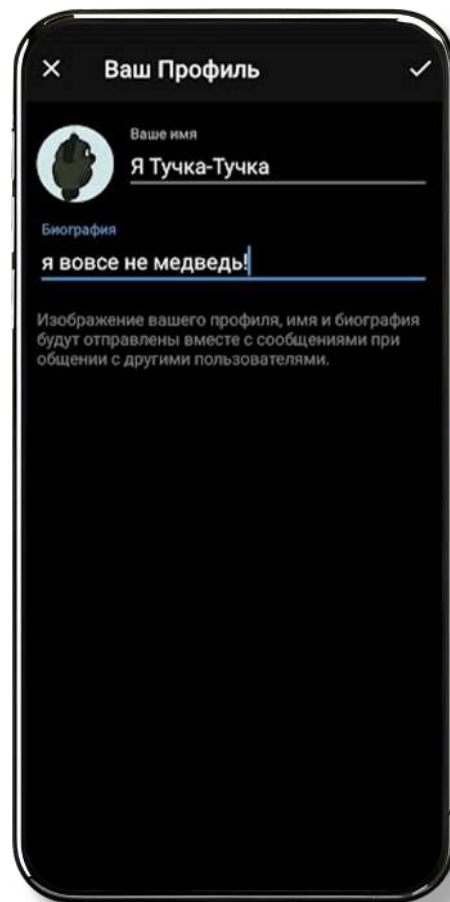 Ваш Профиль
Ваше имя
Я Тучка-Тучка
Биография
я вовсе не медведь!
Изображение вашего профиля, имя и биография
будут отправлены вместе с сообщениями при
общении с другими пользователями.